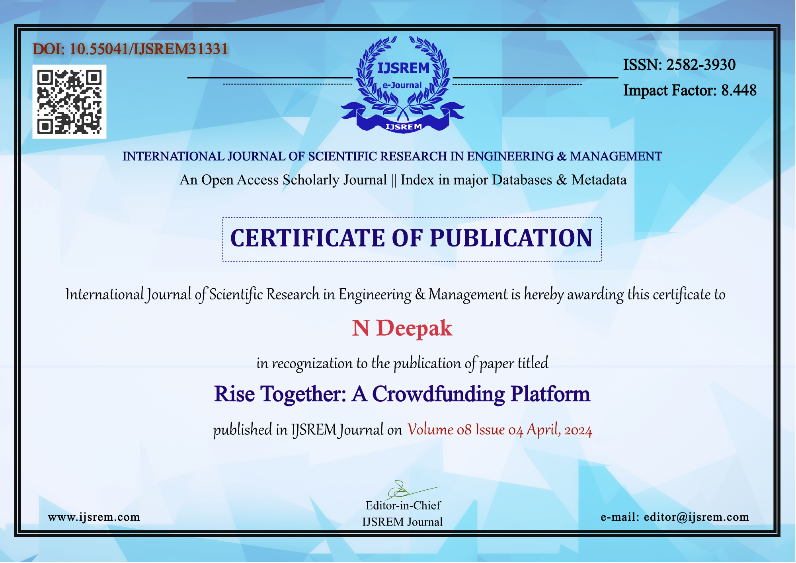 DOI: 10.55041/IJSREM31331
IJSREM
e-Journal
IJSREM
ISSN: 2582-3930
Impact Factor: 8.448
INTERNATIONAL JOURNAL OF SCIENTIFIC RESEARCH IN ENGINEERING & MANAGEMENT
An Open Access Scholarly Journal || Index in major Databases & Metadata
CERTIFICATE OF PUBLICATION
International Journal of Scientific Research in Engineering & Management is hereby awarding this certificate to
N Deepak
in recognization to the publication of paper titled
Rise Together: A Crowdfunding Platform
published in IJSREM Journal on Volume 08 Issue 04 April, 2024
www.ijsrem.com
Editor-in-Chief
IJSREM Journal
e-mail: editor@ijsrem.com